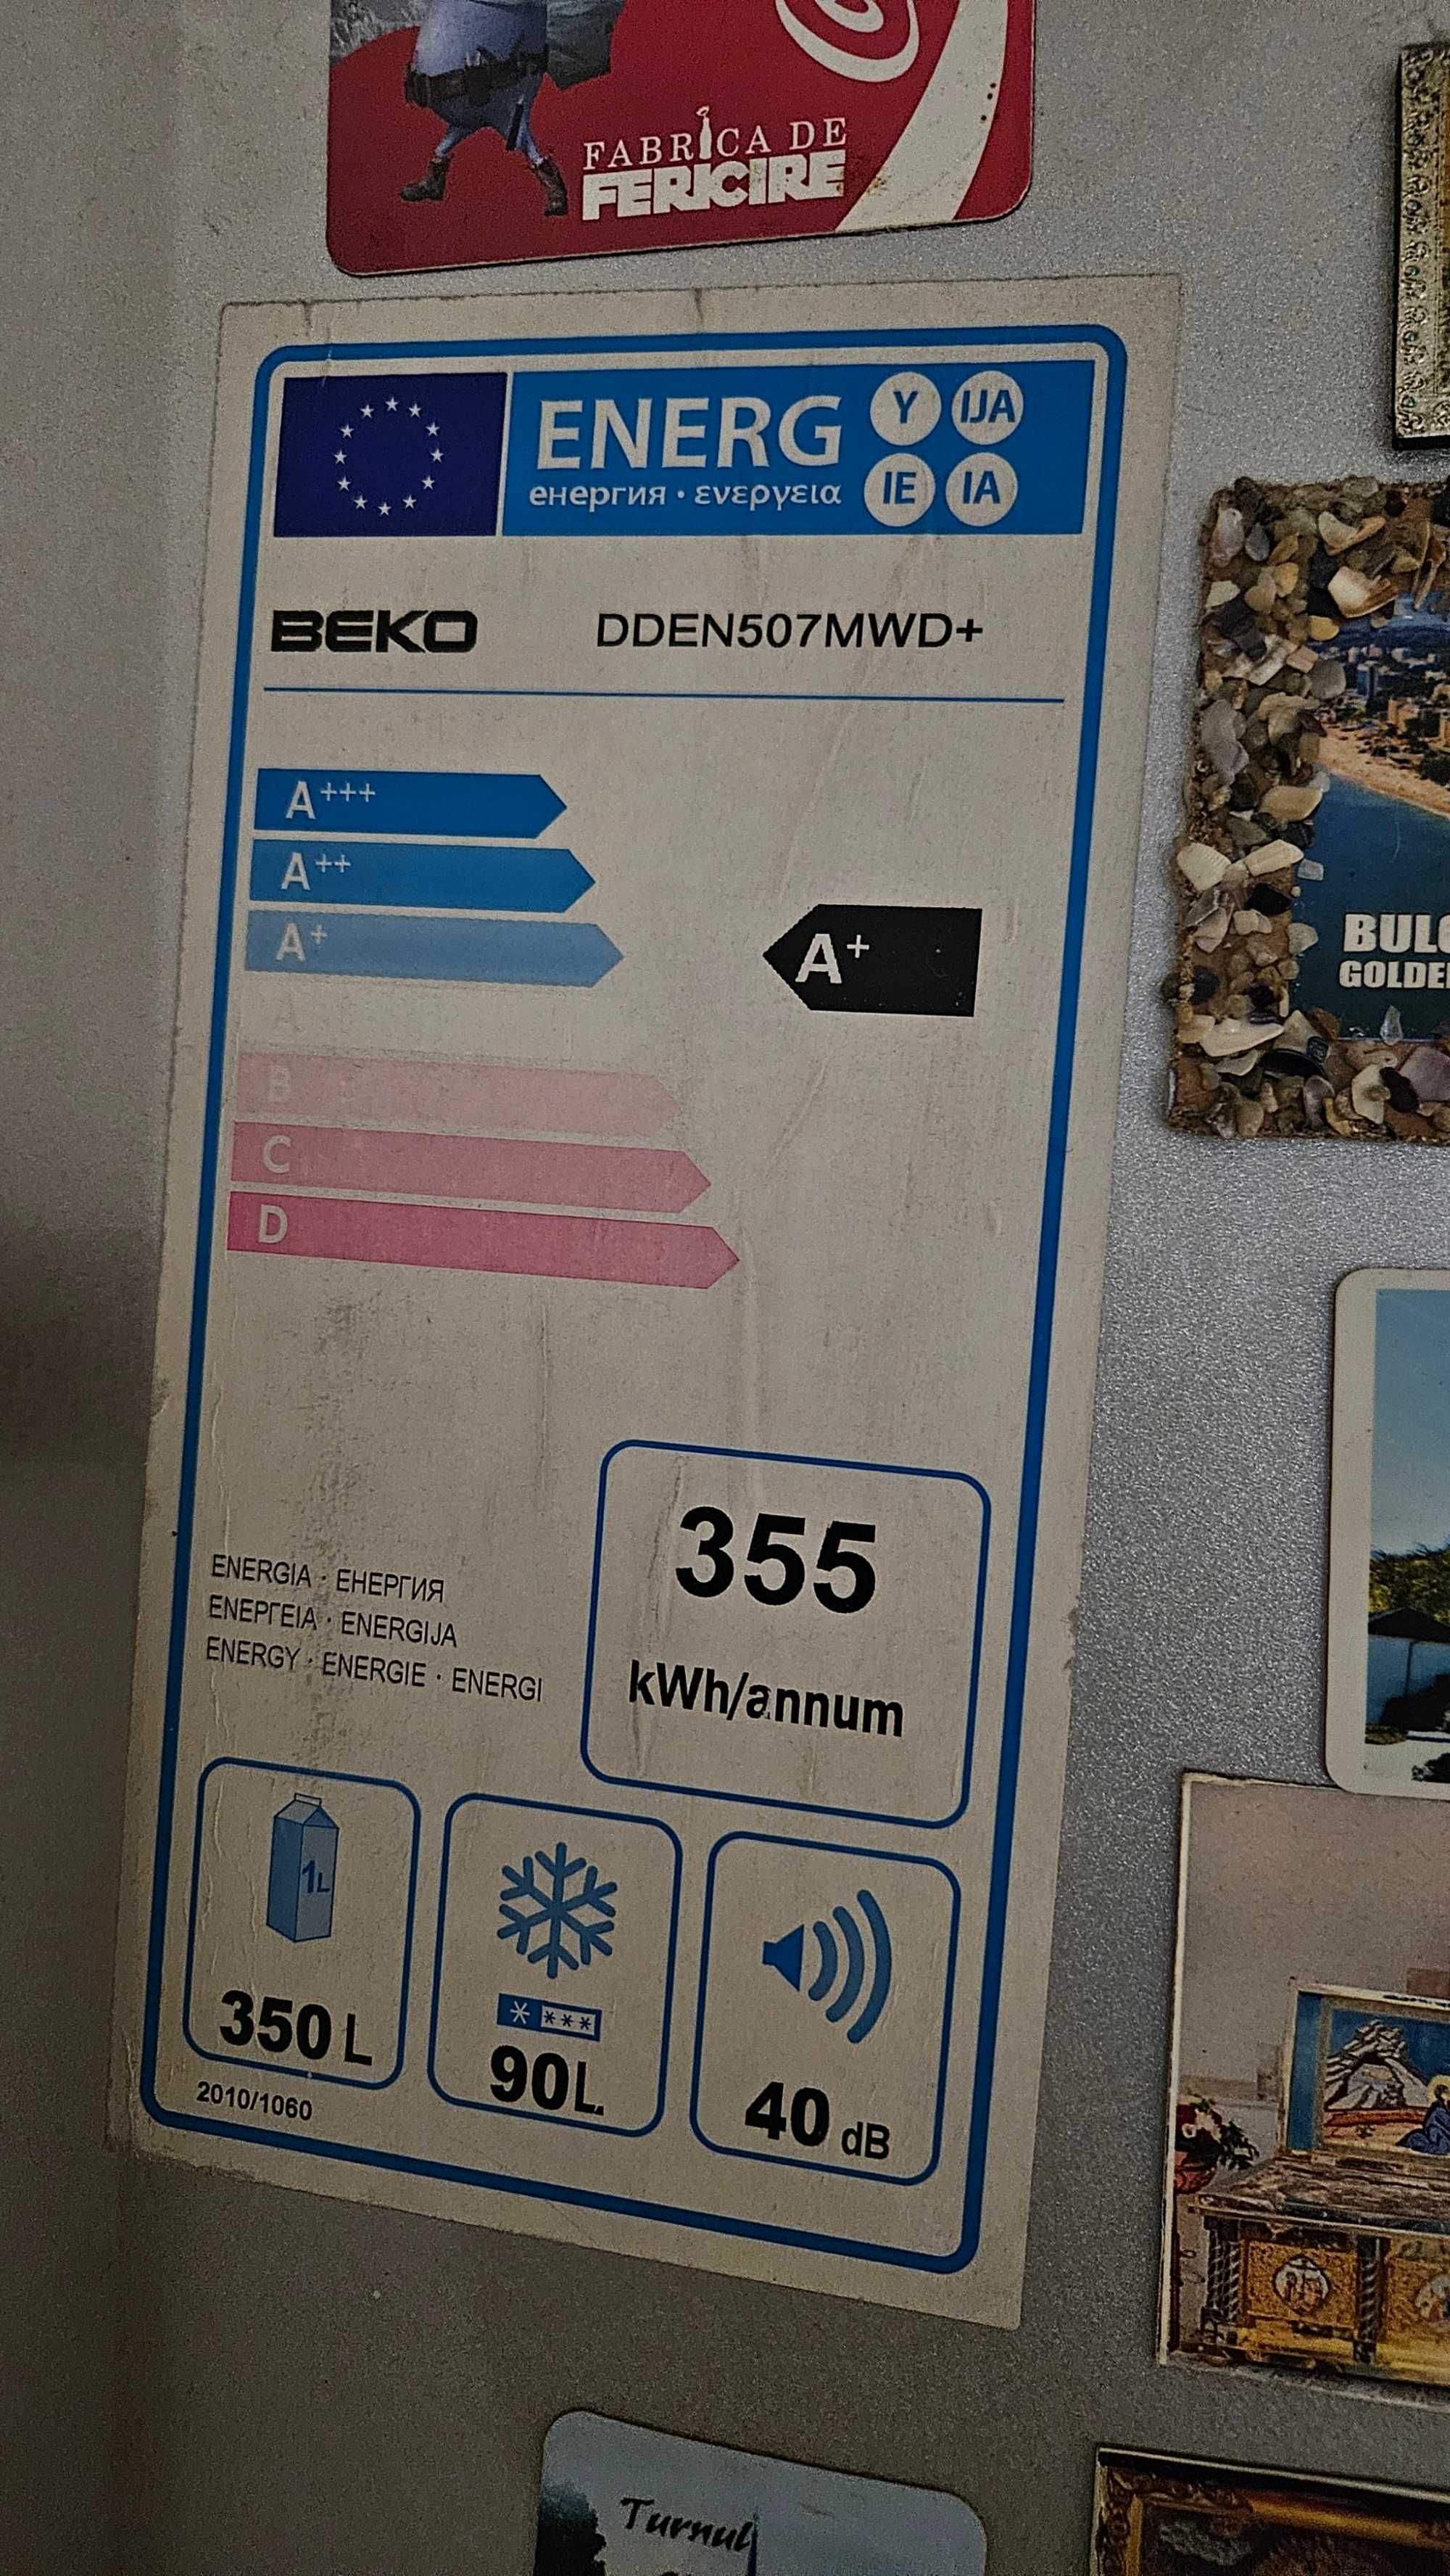 FABRICA DE
FERICIRE
ENERG
Y IJA
IE IA
енергия · ενεργεια
BEKO DDEN507MWD+
A+++
A++
A+
A+
A
B
C
D
355
kWh/annum
ENERGIA · ЕНЕРГИЯ
ΕΝΕΡΓΕΙΑ · ENERGIJA
ENERGY · ENERGIE · ENERGI
1L
350 L
90L
40 dB
2010/1060
GOLDE
Turnul